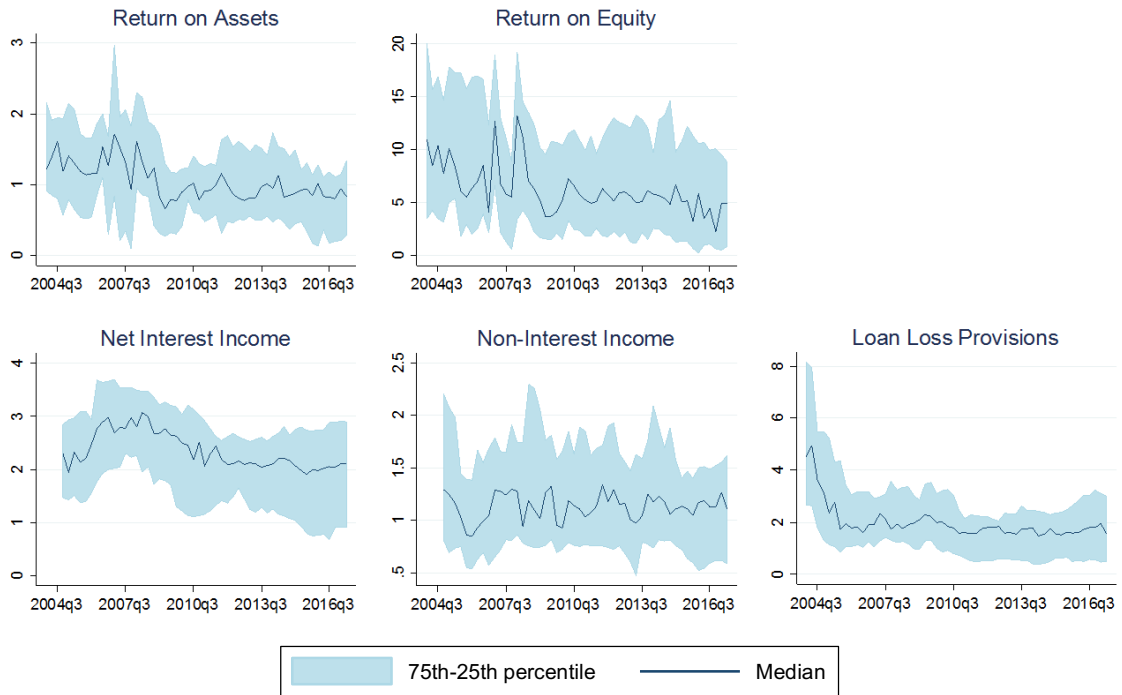 Return on Assets
3
2
1
0
2004q3 2007q3 2010q3 2013q3 2016q3
Return on Equity
20
15
10
5
0
2004q3 2007q3 2010q3 2013q3 2016q3
Net Interest Income
4
3
2
1
0
2004q3 2007q3 2010q3 2013q3 2016q3
Non-Interest Income
2.5
2
1.5
1
.5
2004q3 2007q3 2010q3 2013q3 2016q3
Loan Loss Provisions
8
6
4
2
0
2004q3 2007q3 2010q3 2013q3 2016q3
75th-25th percentile Median